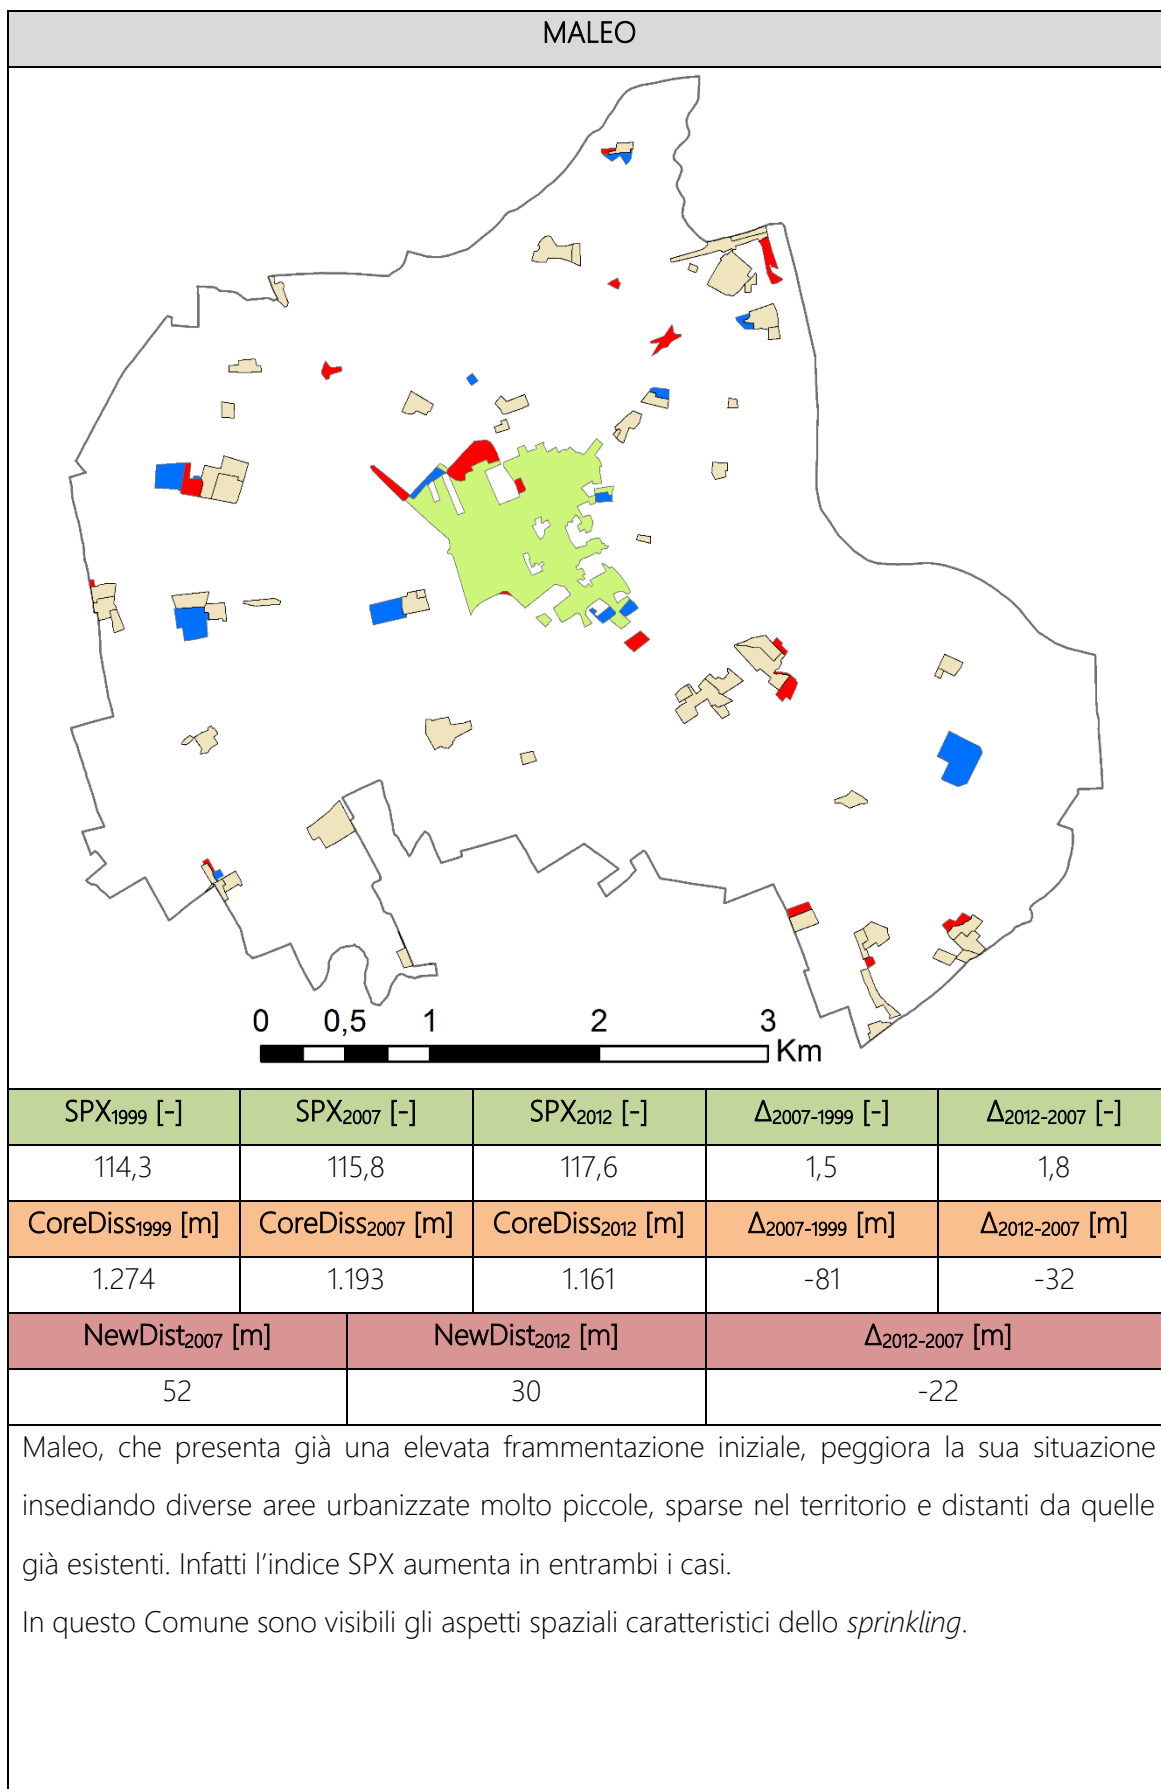 MALEO
0 0,5 1 2 3
Km
SPX1999 [-] SPX2007 [-] SPX2012 [-] Δ2007-1999 [-] Δ2012-2007 [-]
114,3 115,8 117,6 1,5 1,8
CoreDiss1999 [m] CoreDiss2007 [m] CoreDiss2012 [m] Δ2007-1999 [m] Δ2012-2007 [m]
1.274 1.193 1.161 -81 -32
NewDist2007 [m] NewDist2012 [m] Δ2012-2007 [m]
52 30 -22
Maleo, che presenta già una elevata frammentazione iniziale, peggiora la sua situazione
insediando diverse aree urbanizzate molto piccole, sparse nel territorio e distanti da quelle
già esistenti. Infatti l’indice SPX aumenta in entrambi i casi.
In questo Comune sono visibili gli aspetti spaziali caratteristici dello sprinkling.